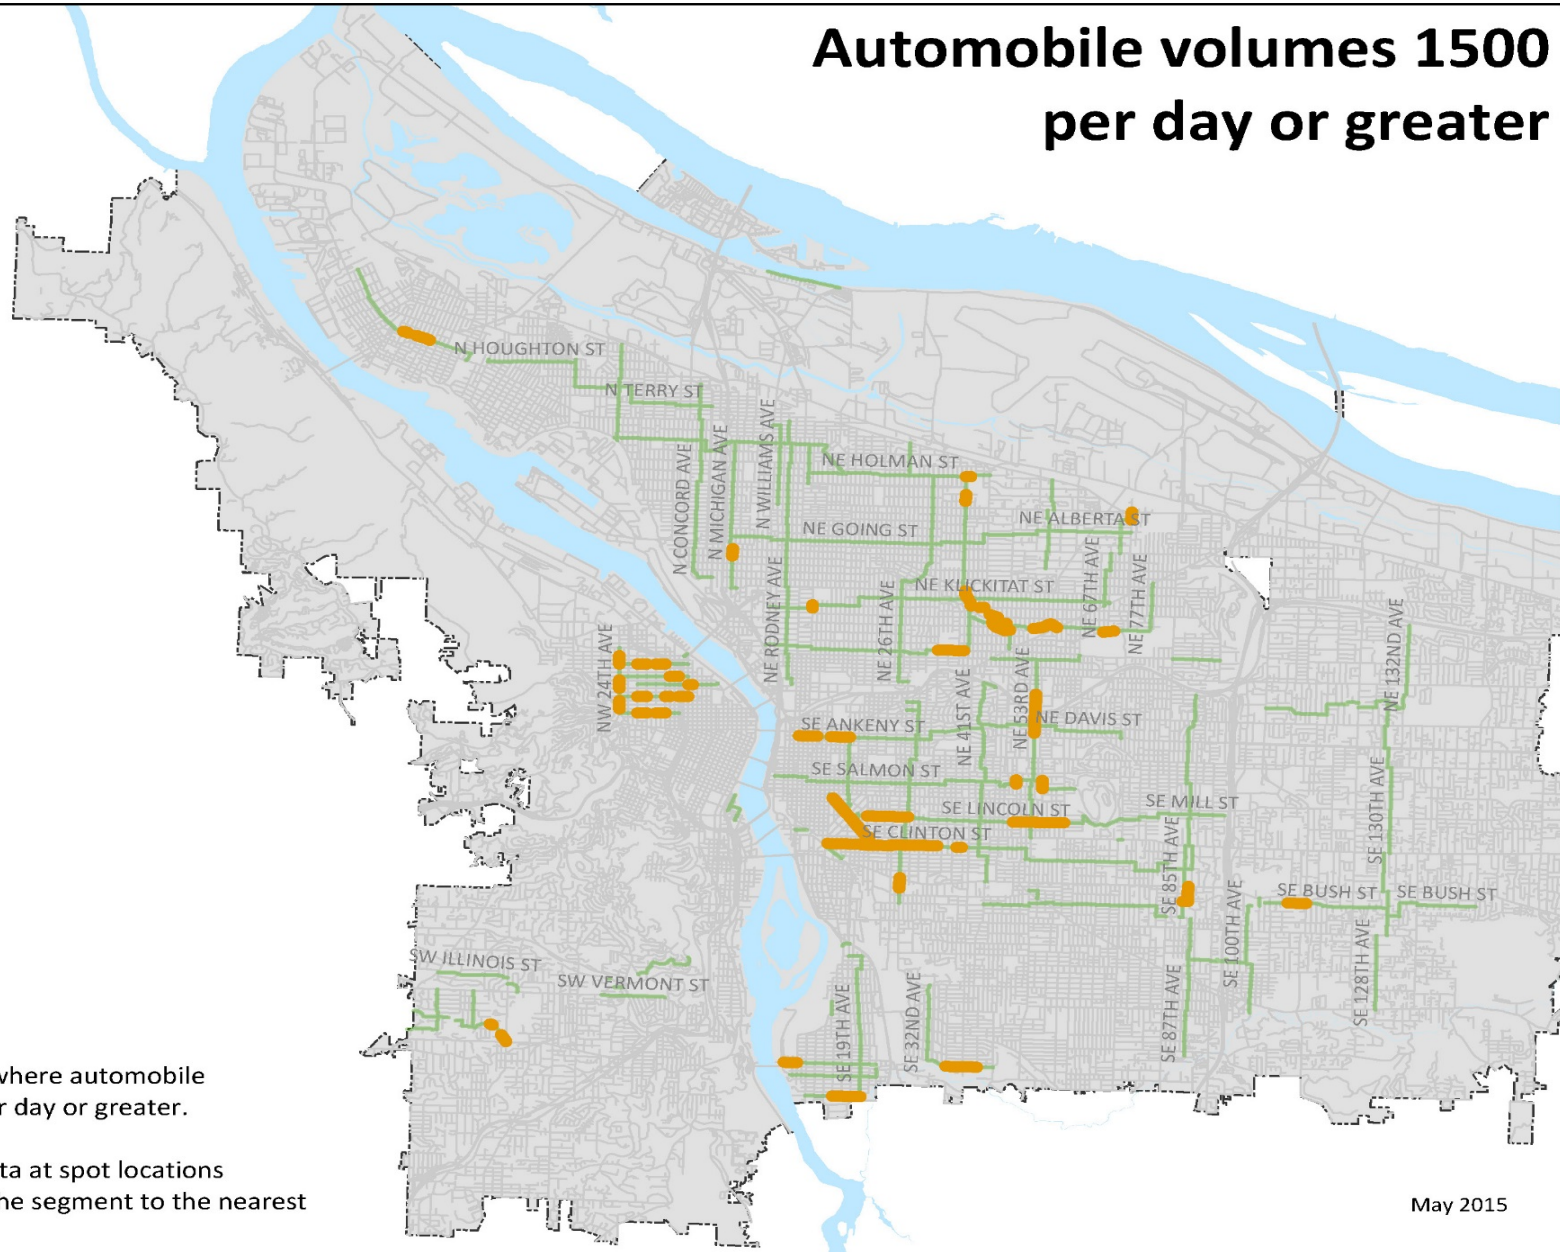 Automobile volumes 1500
per day or greater
N HOUGHTON ST
N TERRY ST
N CONCORD AVE
N MICHIGAN AVE
N WILLIAMS AVE
NE HOLMAN ST
NE GOING ST
NE ALBERTA ST
NE KLICKITAT ST
NE RODNEY AVE
NE 26TH AVE
NE 67TH AVE
NE 77TH AVE
NE 132ND AVE
NW 24TH AVE
NE 41ST AVE
NE 53RD AVE
SE ANKENY ST
NE DAVIS ST
SE SALMON ST
SE LINCOLN ST
SE MILL ST
SE CLINTON ST
SE 85TH AVE
SE 130TH AVE
SE BUSH ST
SE BUSH ST
SE 100TH AVE
SE 128TH AVE
SW ILLINOIS ST
SW VERMONT ST
SE 19TH AVE
SE 32ND AVE
SE 87TH AVE
where automobile
r day or greater.
ta at spot locations
ne segment to the nearest
May 2015